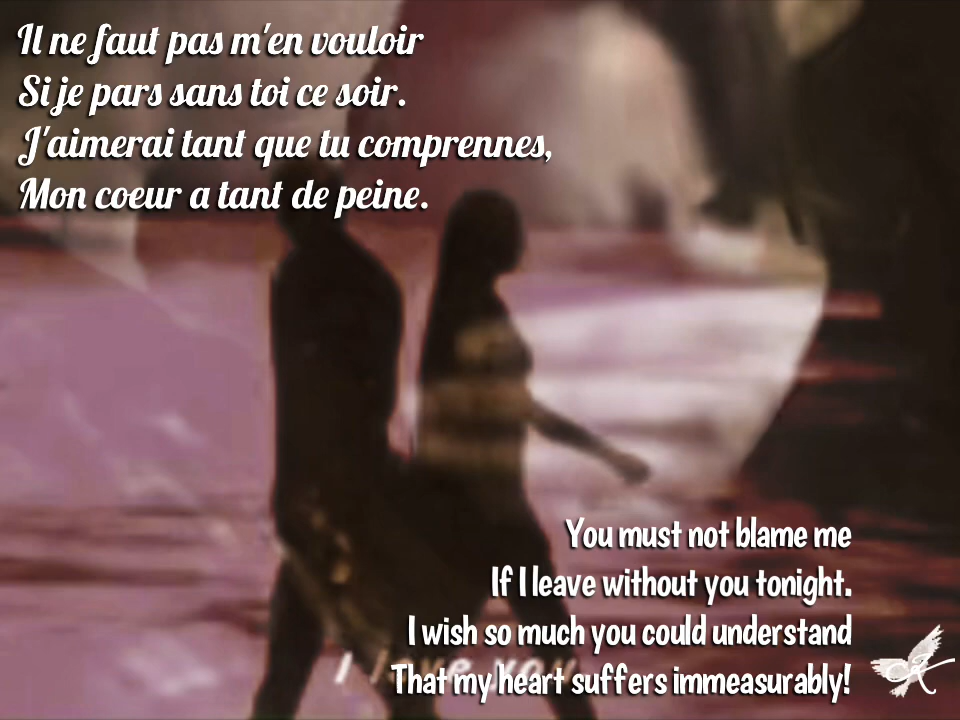 Il ne faut pas m'en vouloir
Si je pars sans toi ce soir.
J'aimerai tant que tu comprennes,
Mon coeur a tant de peine.
You must not blame me
If I leave without you tonight.
I wish so much you could understand
I love you
That my heart suffers immeasurably!